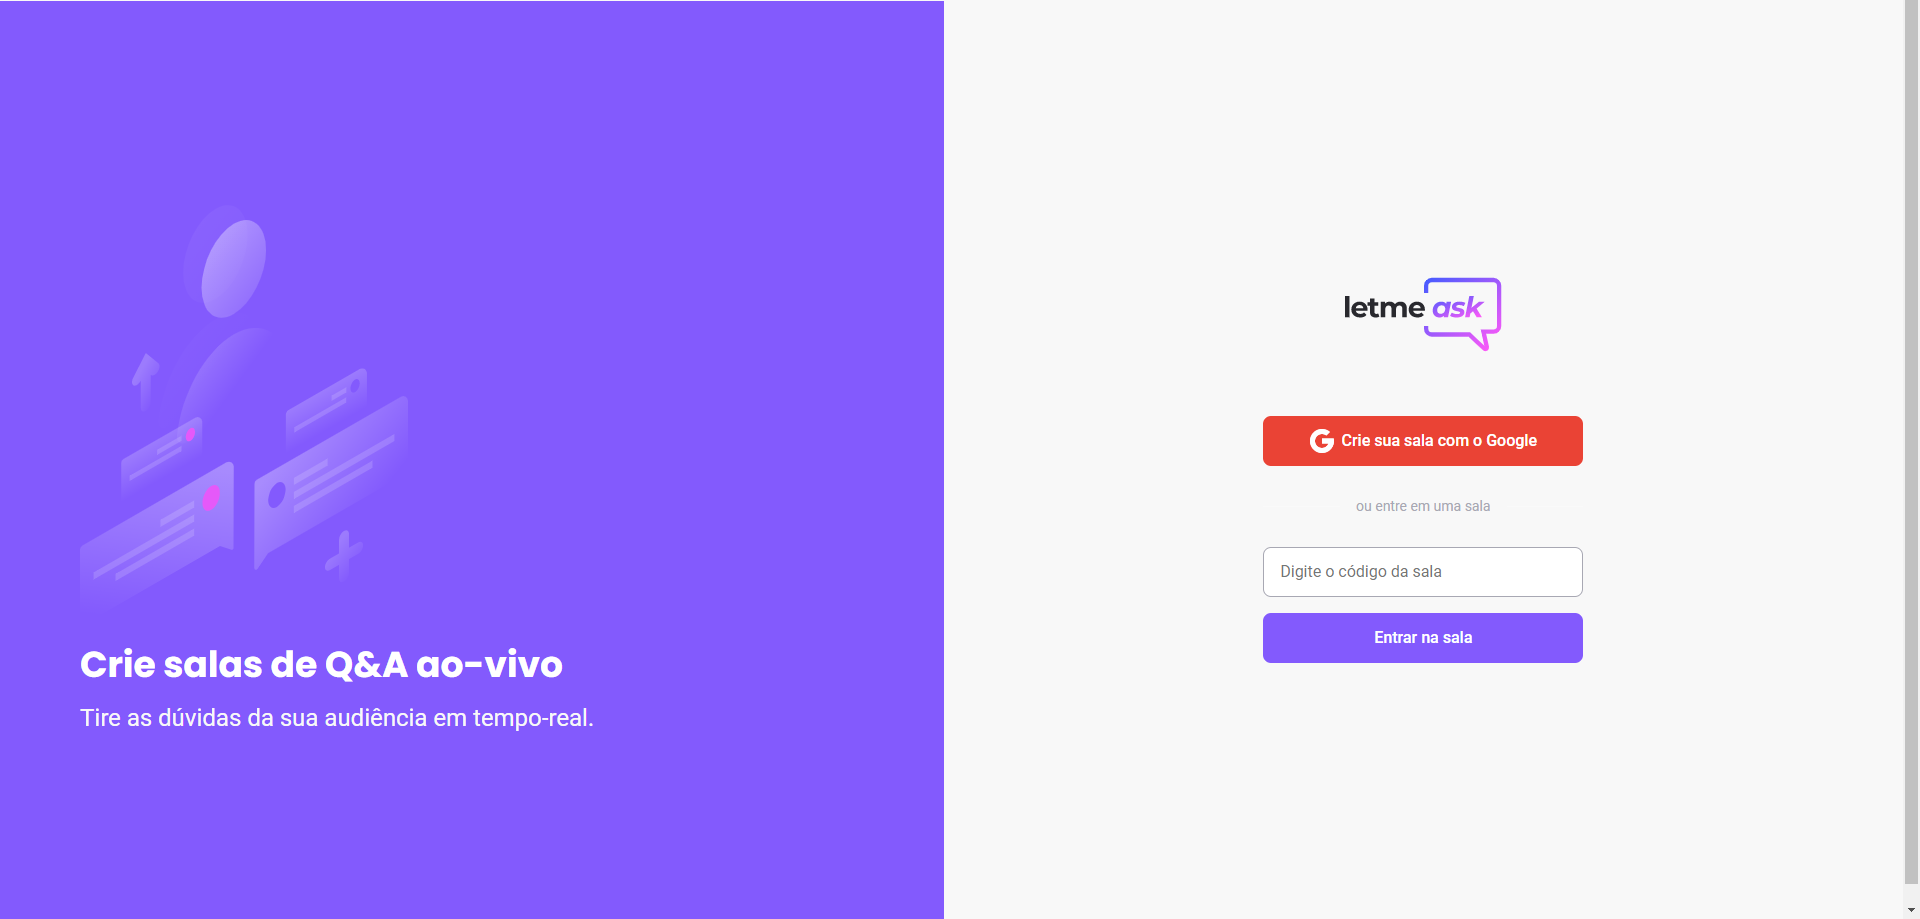 Crie salas de Q&A ao-vivo
Tire as dúvidas da sua audiência em tempo-real.
letme ask
Crie sua sala com o Google
ou entre em uma sala
Digite o código da sala
Entrar na sala